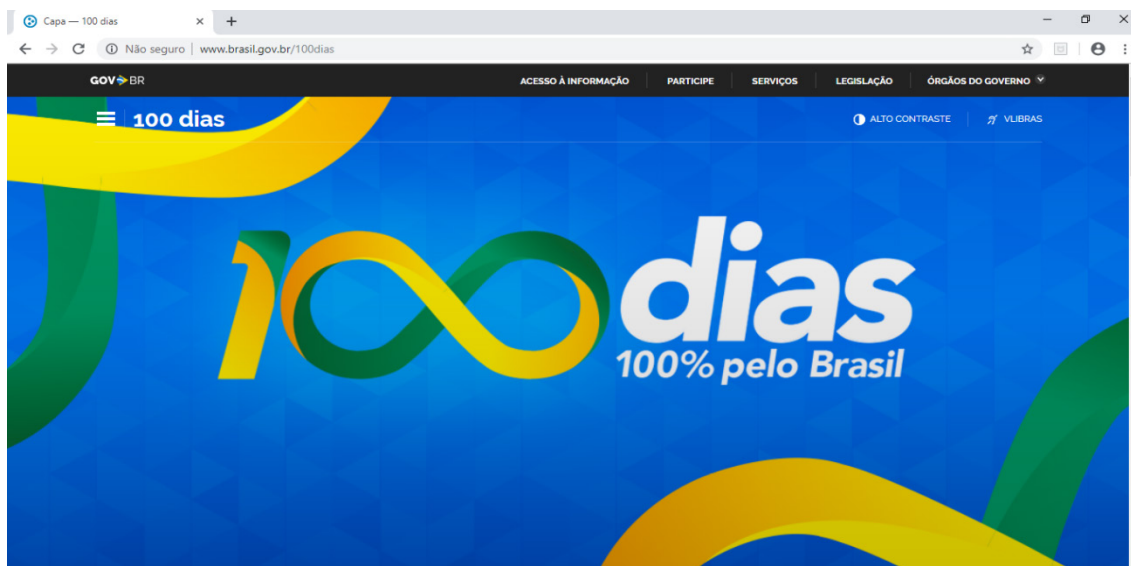 Capa — 100 dias
Não seguro | www.brasil.gov.br/100dias
GOV BR
ACESSO À INFORMAÇÃO
PARTICIPE
SERVIÇOS
LEGISLAÇÃO
ÓRGÃOS DO GOVERNO
100 dias
ALTO CONTRASTE
VLIBRAS
100 dias
100% pelo Brasil